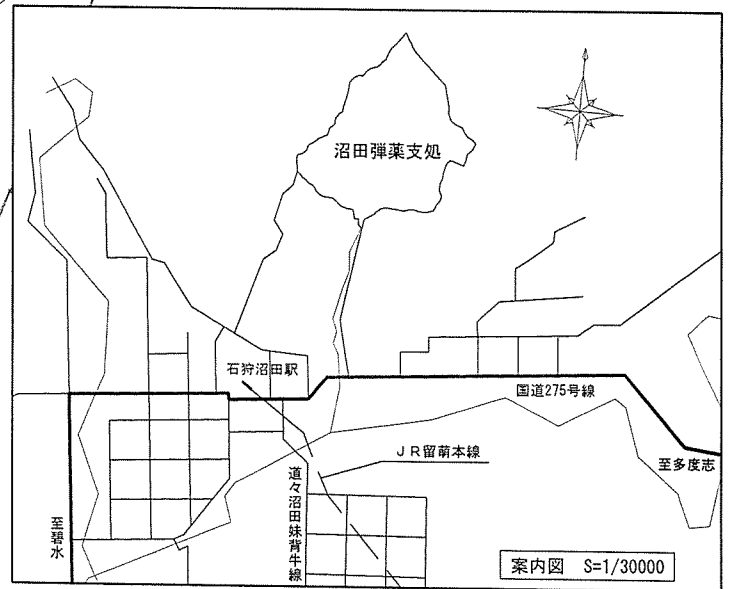 沼田弾薬支処
石狩沼田駅
国道275号線
JR留萌本線
至多度志
道々沼田妹背牛線
至碧水
案内図 S=1/30000